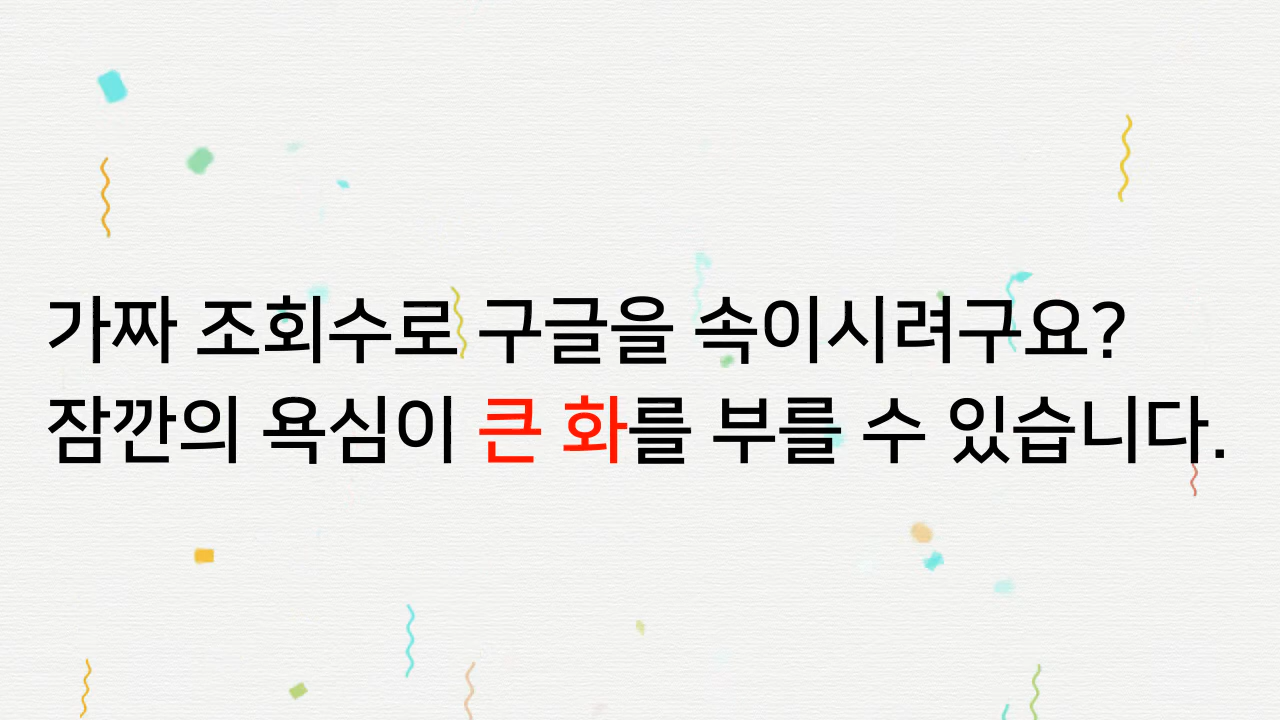 가짜 조회수로 구글을 속이시려구요?
잠깐의 욕심이 큰 화를 부를 수 있습니다.